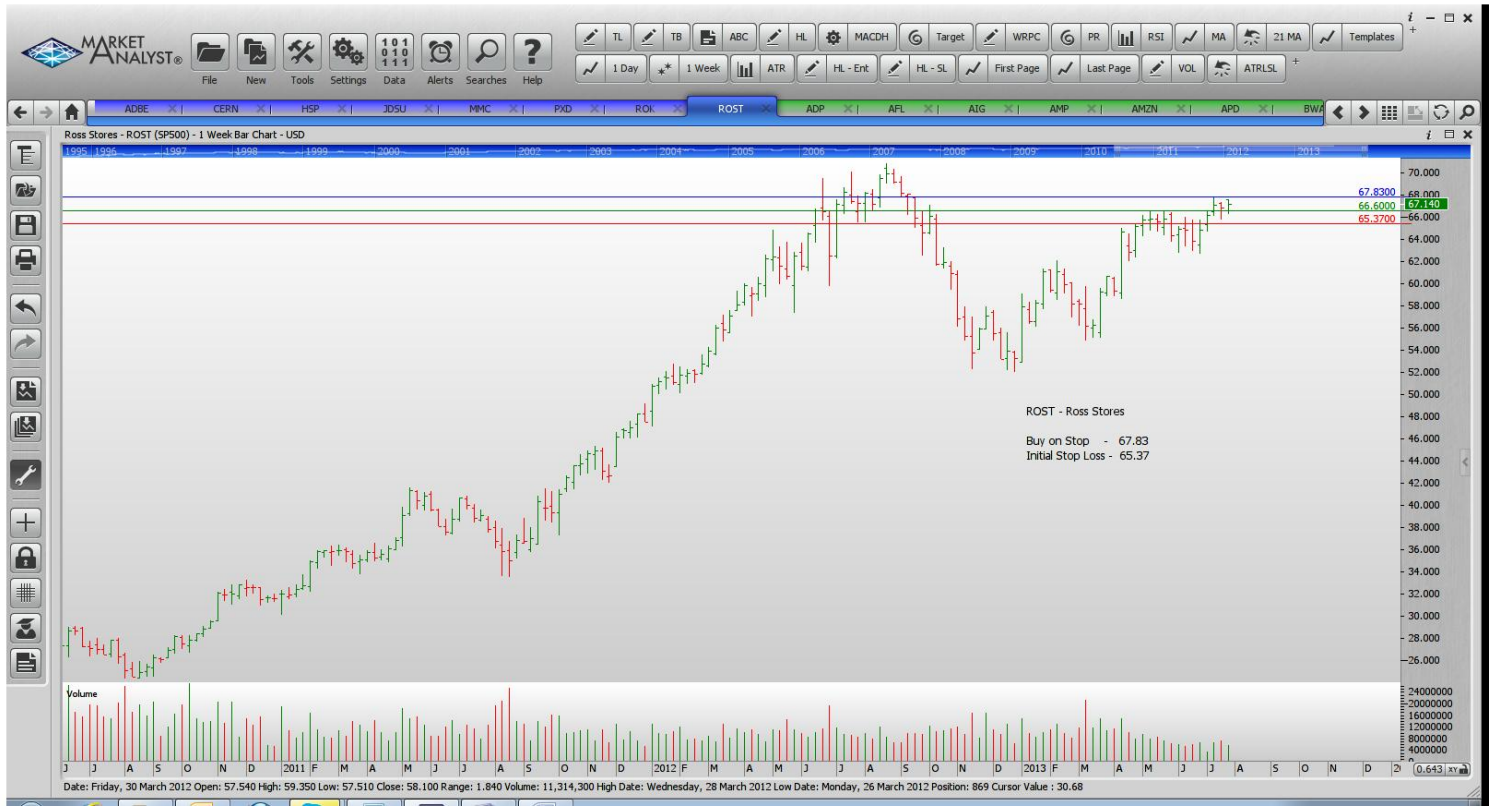 MARKET ANALYST®
File New Tools Settings Data Alerts Searches Help
TL TB ABC HL MACDH Target WRPC PR RSI MA 21 MA Templates
1 Day 1 Week ATR HL - Ent HL - SL First Page Last Page VOL ATRLSL
ADBE CERN HSP JDSU MMC PXD ROK ROST ADP AFL AIG AMP AMZN APD BWA
Ross Stores - ROST (SP500) - 1 Week Bar Chart - USD
1995 1996 1997 1998 1999 2000 2001 2002 2003 2004 2005 2006 2007 2008 2009 2010 2011 2012 2013
70.000
67.8300 68.000
66.6000 67.140
66.000
65.3700
64.000
62.000
60.000
58.000
56.000
54.000
52.000
50.000
ROST - Ross Stores
48.000
Buy on Stop - 67.83
46.000
Initial Stop Loss - 65.37
44.000
42.000
40.000
38.000
36.000
34.000
32.000
30.000
28.000
26.000
Volume
24000000
20000000
16000000
12000000
8000000
4000000
J J A S O N D 2011 F M A M J J A S O N D 2012 F M A M J J A S O N D 2013 F M A M J J A S O N D 0.643 XY
Date: Friday, 30 March 2012 Open: 57.540 High: 59.350 Low: 57.510 Close: 58.100 Range: 1.840 Volume: 11,314,300 High Date: Wednesday, 28 March 2012 Low Date: Monday, 26 March 2012 Position: 869 Cursor Value : 30.68